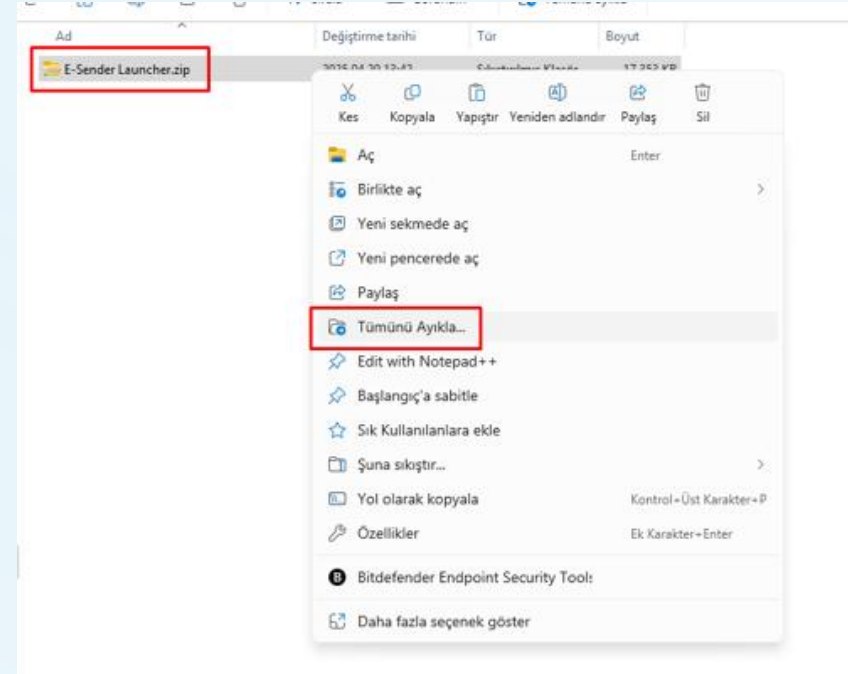 Ad Değiştirme tarihi Tür Boyut
E-Sender Launcher.zip
Kes Kopyala Yapıştır Yeniden adlandır Paylaş Sil
Aç Enter
Birlikte aç
Yeni sekmede aç
Yeni pencerede aç
Paylaş
Tümünü Ayıkla...
Edit with Notepad++
Başlangıç'a sabitle
Sık Kullanılanlara ekle
Şuna sıkıştır...
Yol olarak kopyala Kontrol+Üst Karakter+P
Özellikler Ek Karakter+Enter
B Bitdefender Endpoint Security Tools
Daha fazla seçenek göster